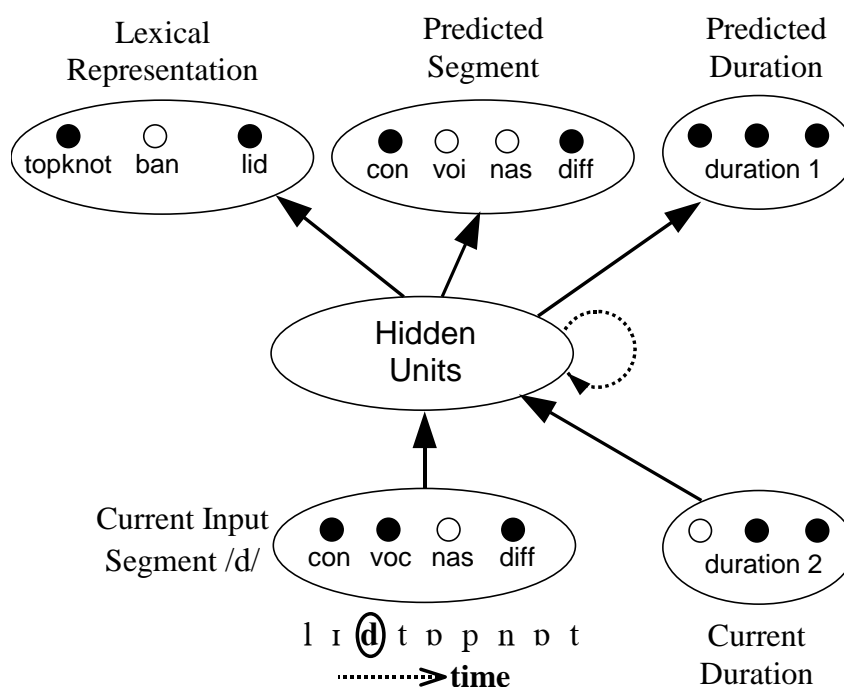 Lexical
Representation
Predicted
Segment
Predicted
Duration
topknot ban lid
con voi nas diff
duration 1
Hidden
Units
Current Input
Segment /d/
con voc nas diff
duration 2
l ɪ d t ɒ p n ɒ t
time
Current
Duration